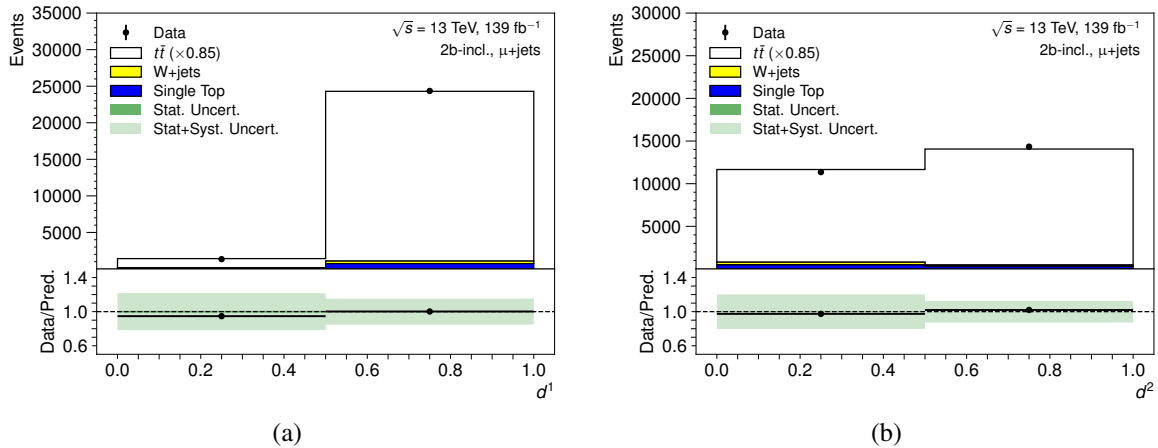 35000
30000
25000
20000
15000
10000
5000
Events
Data
tt̄ (×0.85)
W+jets
Single Top
Stat. Uncert.
Stat+Syst. Uncert.
√s = 13 TeV, 139 fb⁻¹
2b-incl., μ+jets
1.4
1.0
0.6
Data/Pred.
0.0 0.2 0.4 0.6 0.8 1.0
d¹
(a)
30000
25000
20000
15000
10000
5000
Events
Data
tt̄ (×0.85)
W+jets
Single Top
Stat. Uncert.
Stat+Syst. Uncert.
√s = 13 TeV, 139 fb⁻¹
2b-incl., μ+jets
1.4
1.0
0.6
Data/Pred.
0.0 0.2 0.4 0.6 0.8 1.0
d²
(b)